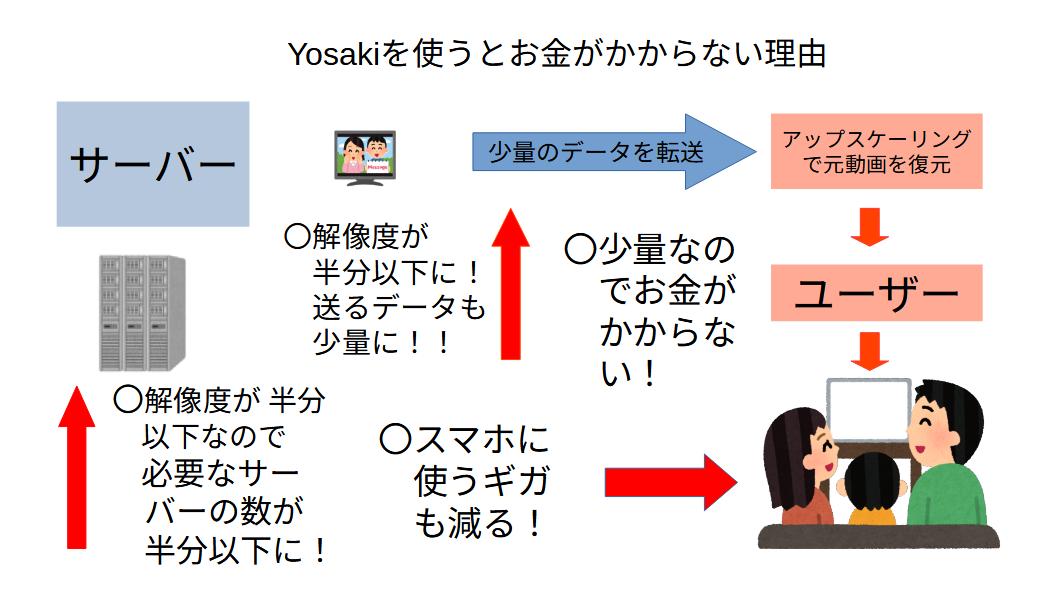 Yosakiを使うとお金がかからない理由
サーバー
少量のデータを転送
アップスケーリング
で元動画を復元
〇解像度が
半分以下に！
送るデータも
少量に！！
〇少量なの
でお金が
かからな
い！
ユーザー
〇解像度が 半分
以下なので
必要なサー
バーの数が
半分以下に！
〇スマホに
使うギガ
も減る！